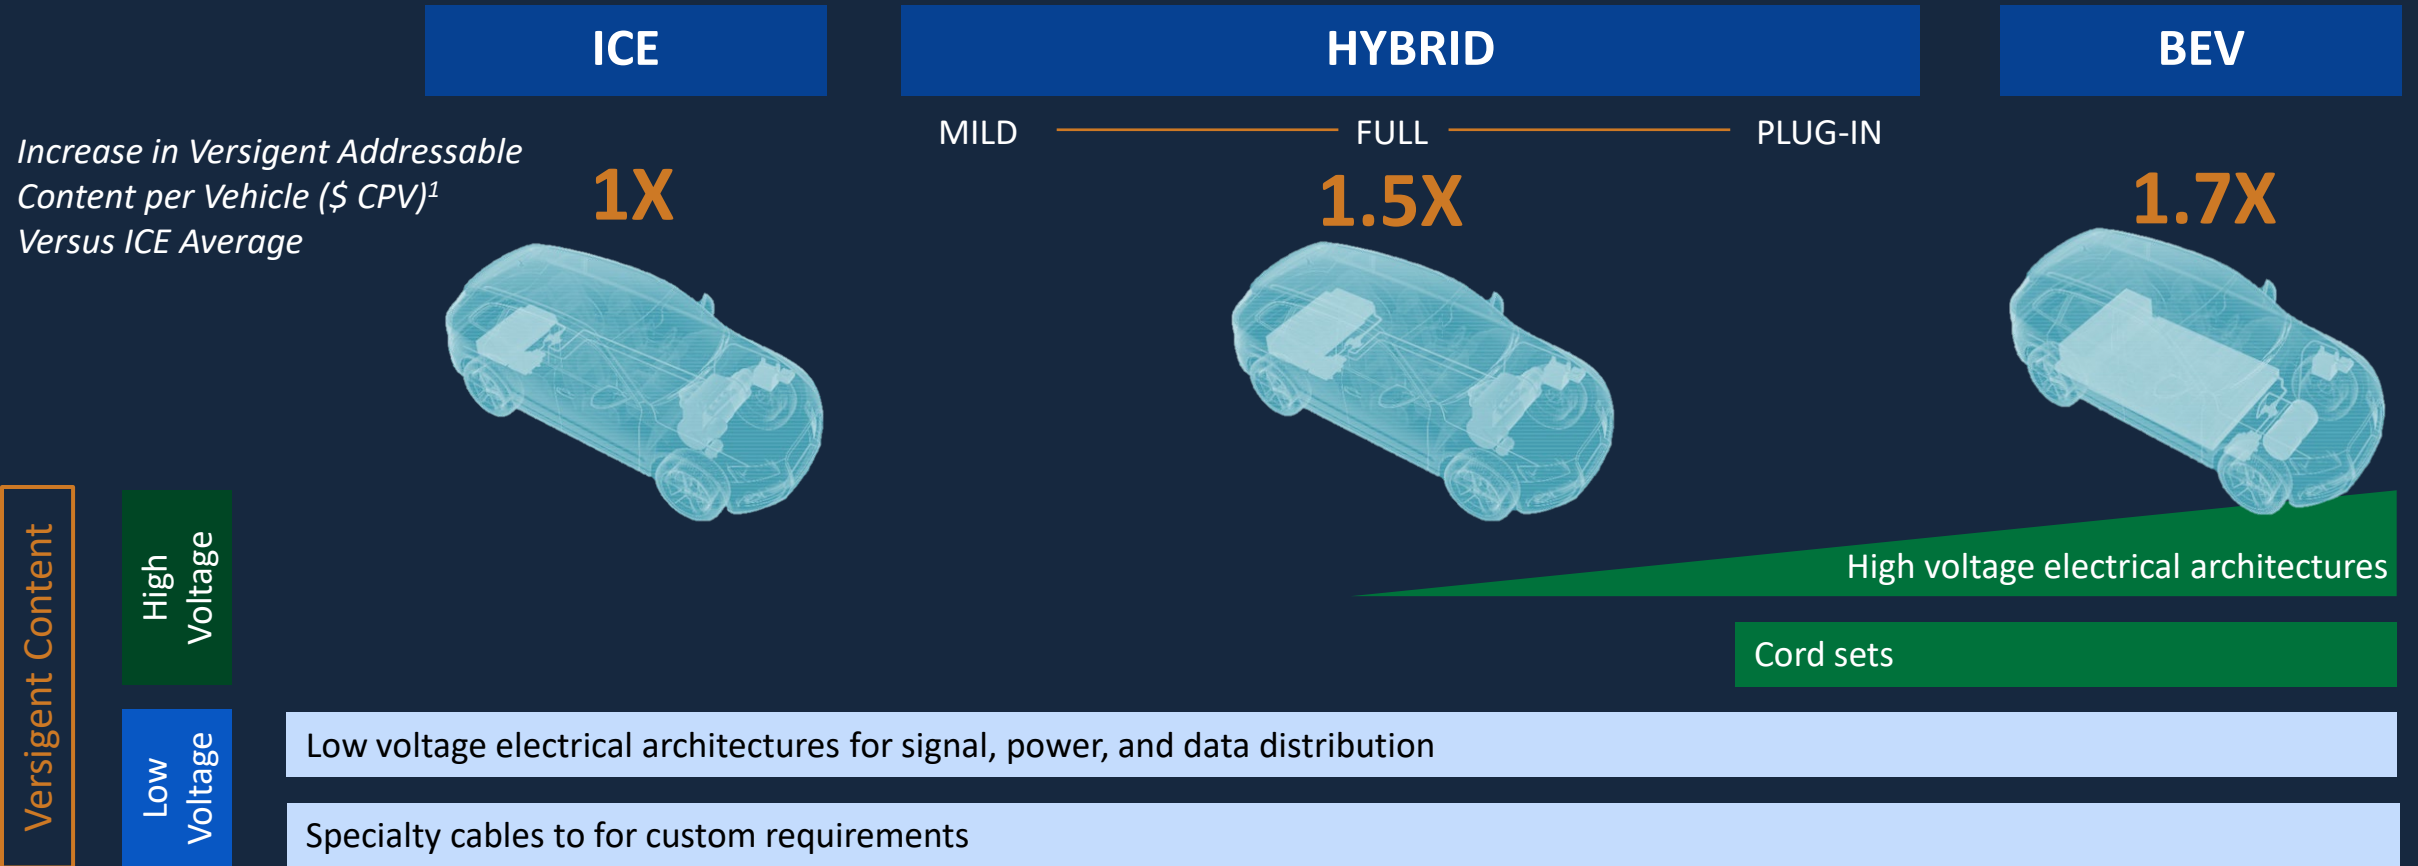 ICE
HYBRID
BEV
MILD
FULL
PLUG-IN
Increase in Versigent Addressable
Content per Vehicle ($ CPV)1
Versus ICE Average
1X
1.5X
1.7X
Versigent Content
High
Voltage
High voltage electrical architectures
Cord sets
Low
Voltage
Low voltage electrical architectures for signal, power, and data distribution
Specialty cables to for custom requirements